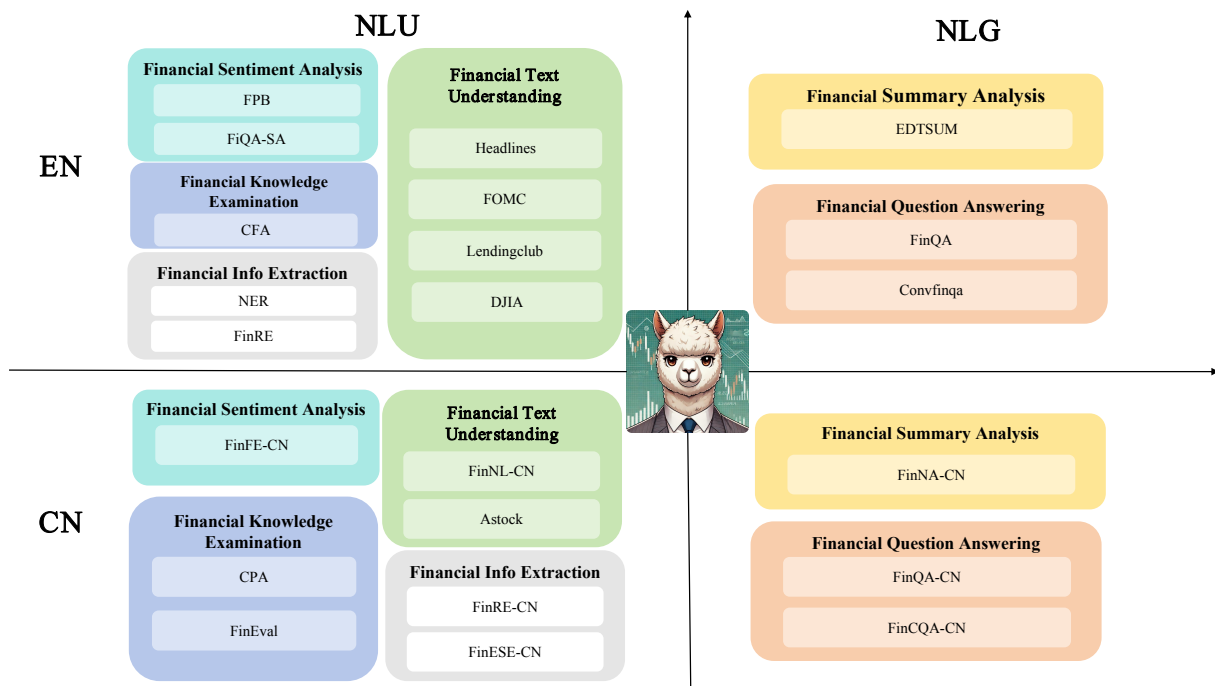 NLU
NLG
EN
Financial Sentiment Analysis
FPB
FiQA-SA
Financial Knowledge
Examination
CFA
Financial Info Extraction
NER
FinRE
Financial Text
Understanding
Headlines
FOMC
Lendingclub
DJIA
Financial Summary Analysis
EDTSUM
Financial Question Answering
FinQA
Convfinqa
CN
Financial Sentiment Analysis
FinFE-CN
Financial Knowledge
Examination
CPA
FinEval
Financial Text
Understanding
FinNL-CN
Astock
Financial Info Extraction
FinRE-CN
FinESE-CN
Financial Summary Analysis
FinNA-CN
Financial Question Answering
FinQA-CN
FinCQA-CN